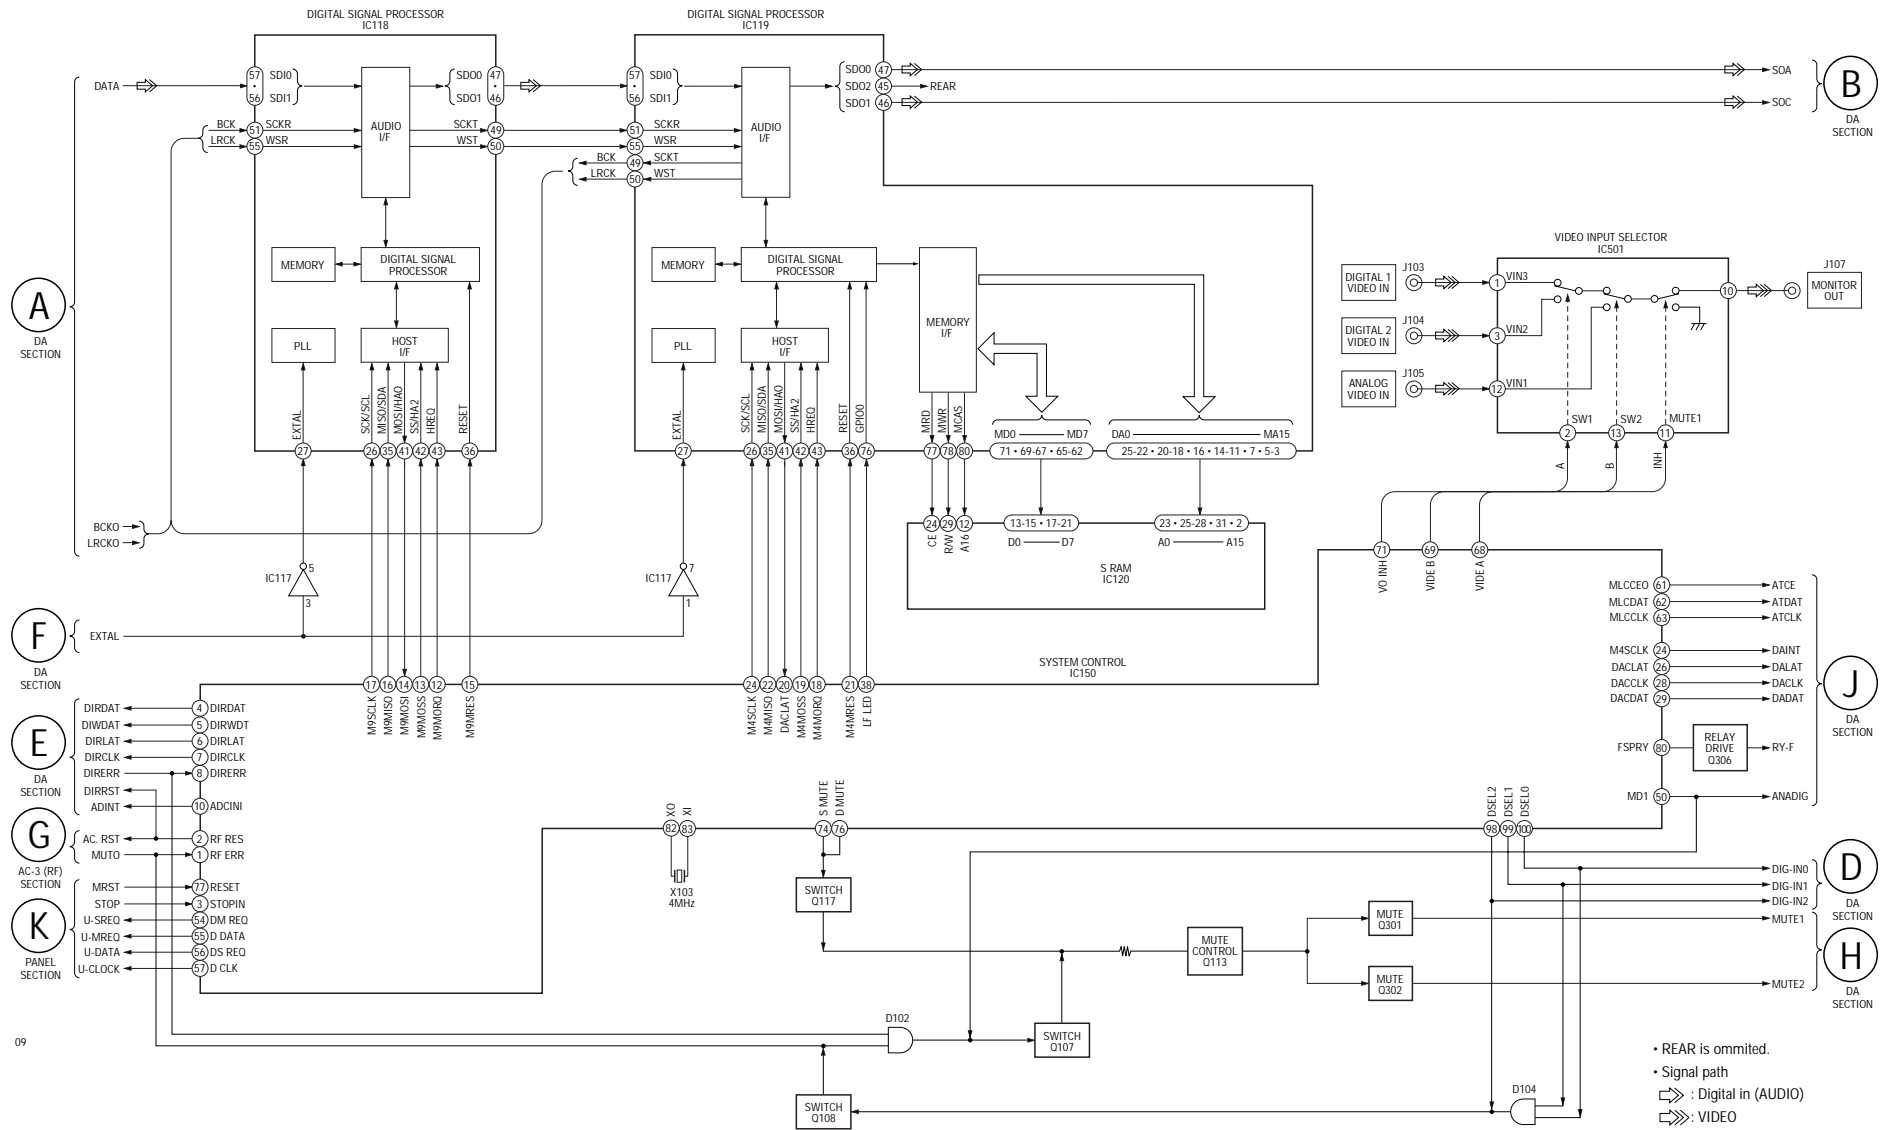 DIGITAL SIGNAL PROCESSOR
IC118
DIGITAL SIGNAL PROCESSOR
IC119
DATA
57
•
56
SDI0
SDI1
AUDIO
I/F
SDO0
SDO1
47
•
46
57
•
56
SDI0
SDI1
AUDIO
I/F
SDO0 47
SDO2 45 REAR
SDO1 46
SOA
SOC
B
DA
SECTION
BCK 51 SCKR
LRCK 55 WSR
SCKT 49
WST 50
51 SCKR
55 WSR
BCK 49 SCKT
LRCK 50 WST
MEMORY
DIGITAL SIGNAL
PROCESSOR
PLL
HOST
I/F
MEMORY
DIGITAL SIGNAL
PROCESSOR
PLL
HOST
I/F
MEMORY
I/F
VIDEO INPUT SELECTOR
IC501
DIGITAL 1
VIDEO IN
J103
1 VIN3
10
J107
MONITOR
OUT
DIGITAL 2
VIDEO IN
J104
3 VIN2
ANALOG
VIDEO IN
J105
12 VIN1
SW1
SW2
MUTE1
2
13
11
A
B
INH
A
DA
SECTION
EXTAL
SCK/SCL
MISO/SDA
MOSI/HAO
SS/HA2
HREQ
RESET
27
26
35
41
42
43
36
EXTAL
SCK/SCL
MISO/SDA
MOSI/HAO
SS/HA2
HREQ
RESET
GPIO0
27
26
35
41
42
43
36
76
MRD
MWR
MCAS
77
78
80
MD0 MD7
71 • 69-67 • 65-62
DA0 MA15
25-22 • 20-18 • 16 • 14-11 • 7 • 5-3
BCKO
LRCKO
24
29
12
CE
R/W
A16
13-15 • 17-21
D0 D7
23 • 25-28 • 31 • 2
A0 A15
S RAM
IC120
IC117
5
3
IC117
7
1
71
69
68
VO INH
VIDE B
VIDE A
F
DA
SECTION
EXTAL
SYSTEM CONTROL
IC150
17
16
14
13
12
15
M9SCLK
M9MISO
M9MOSI
M9MOSS
M9MORQ
M9MRES
24
22
20
19
18
21
38
M4SCLK
M4MISO
DACLAT
M4MOSS
M4MORQ
M4MRES
LF LED
MLCCEO 61 ATCE
MLCDAT 62 ATDAT
MLCCLK 63 ATCLK
M4SCLK 24 DAINT
DACLAT 26 DALAT
DACCLK 28 DACLK
DACDAT 29 DADAT
FSPRY 80
RELAY
DRIVE
Q306
RY-F
MD1 50 ANADIG
J
DA
SECTION
E
DA
SECTION
DIRDAT 4 DIRDAT
DIWDAT 5 DIRWDT
DIRLAT 6 DIRLAT
DIRCLK 7 DIRCLK
DIRERR 8 DIRERR
DIRRST
ADINT 10 ADCINI
G
AC-3 (RF)
SECTION
AC. RST 2 RF RES
MUTO 1 RF ERR
K
PANEL
SECTION
MRST 77 RESET
STOP 3 STOPIN
U-SREQ 54 DM REQ
U-MREQ 55 D DATA
U-DATA 56 DS REQ
U-CLOCK 57 D CLK
XO
XI
82
83
X103
4MHz
S MUTE
D MUTE
74
76
SWITCH
Q117
DSEL2
DSEL1
DSEL0
98
99
100
DIG-IN0
DIG-IN1
DIG-IN2
D
DA
SECTION
MUTE
CONTROL
Q113
MUTE
Q301
MUTE1
MUTE
Q302
MUTE2
H
DA
SECTION
D102
SWITCH
Q107
SWITCH
Q108
D104
09
• REAR is ommited.
• Signal path
: Digital in (AUDIO)
: VIDEO